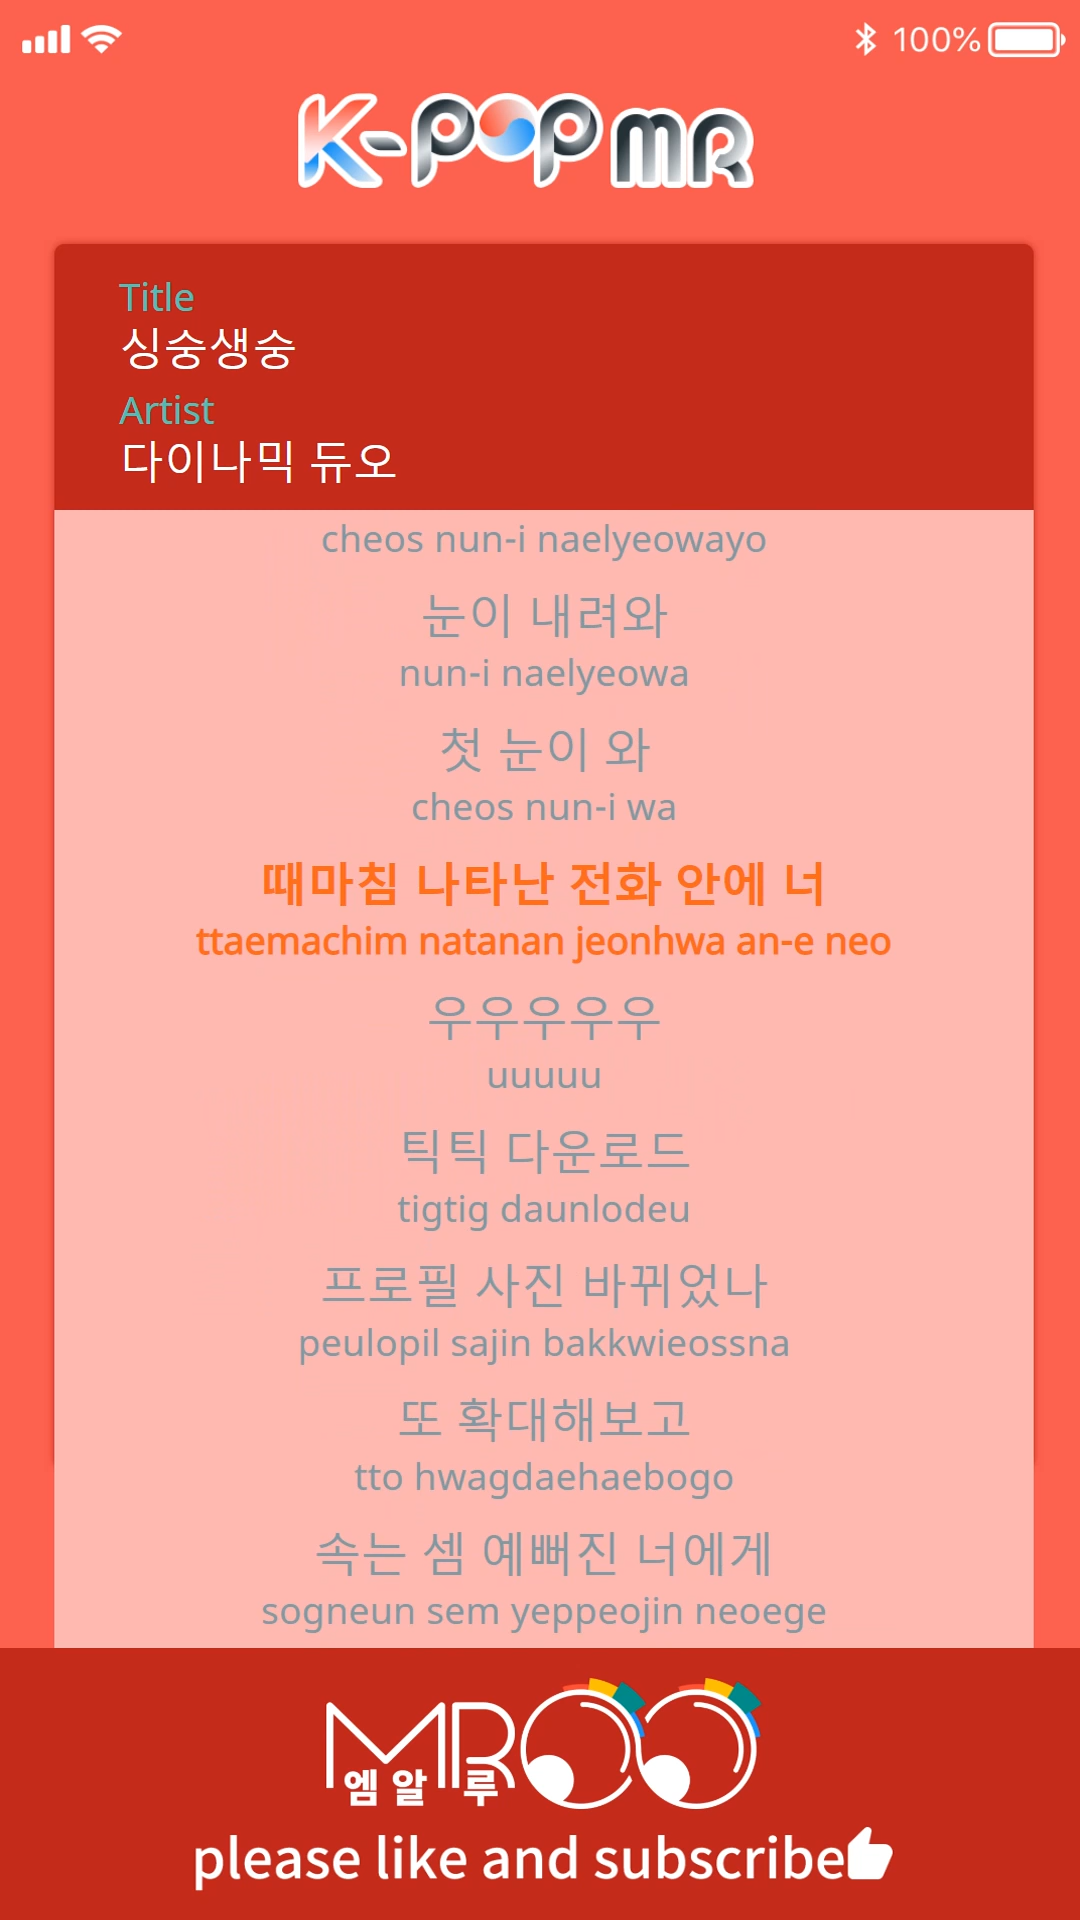 100%
K-POP MR
Title
싱숭생숭
Artist
다이나믹 듀오
cheos nun-i naelyeowayo
눈이 내려와
nun-i naelyeowa
첫 눈이 와
cheos nun-i wa
때마침 나타난 전화 안에 너
ttaemachim natanan jeonhwa an-e neo
우우우우우
uuuuu
틱틱 다운로드
tigtig daunlodeu
프로필 사진 바뀌었나
peulopil sajin bakkwieossna
또 확대해보고
tto hwagdaehaebogo
속는 셈 예뻐진 너에게
sogneun sem yeppeojin neoege
MROO
엠 알 루
please like and subscribe